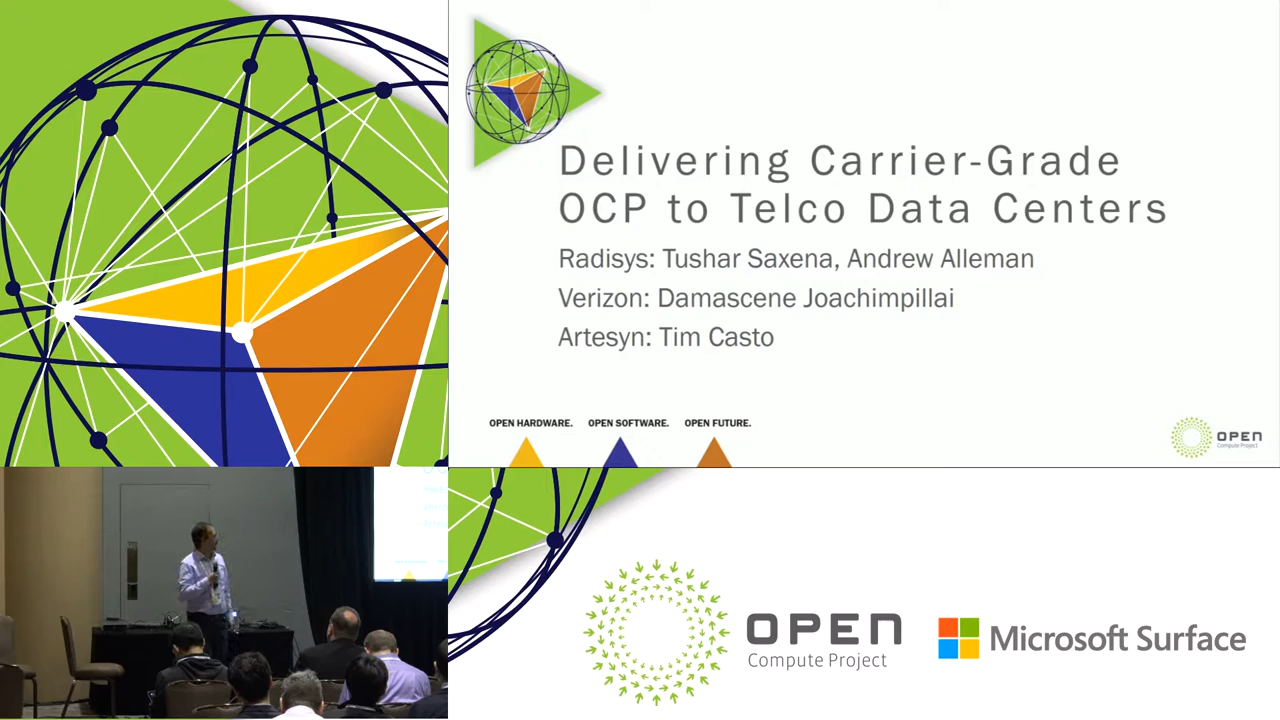 Delivering Carrier-Grade
OCP to Telco Data Centers
Radisys: Tushar Saxena, Andrew Alleman
Verizon: Damascene Joachimpillai
Artesyn: Tim Casto
OPEN HARDWARE. OPEN SOFTWARE. OPEN FUTURE.
OPEN
Compute Project
OPEN
Compute Project
Microsoft Surface